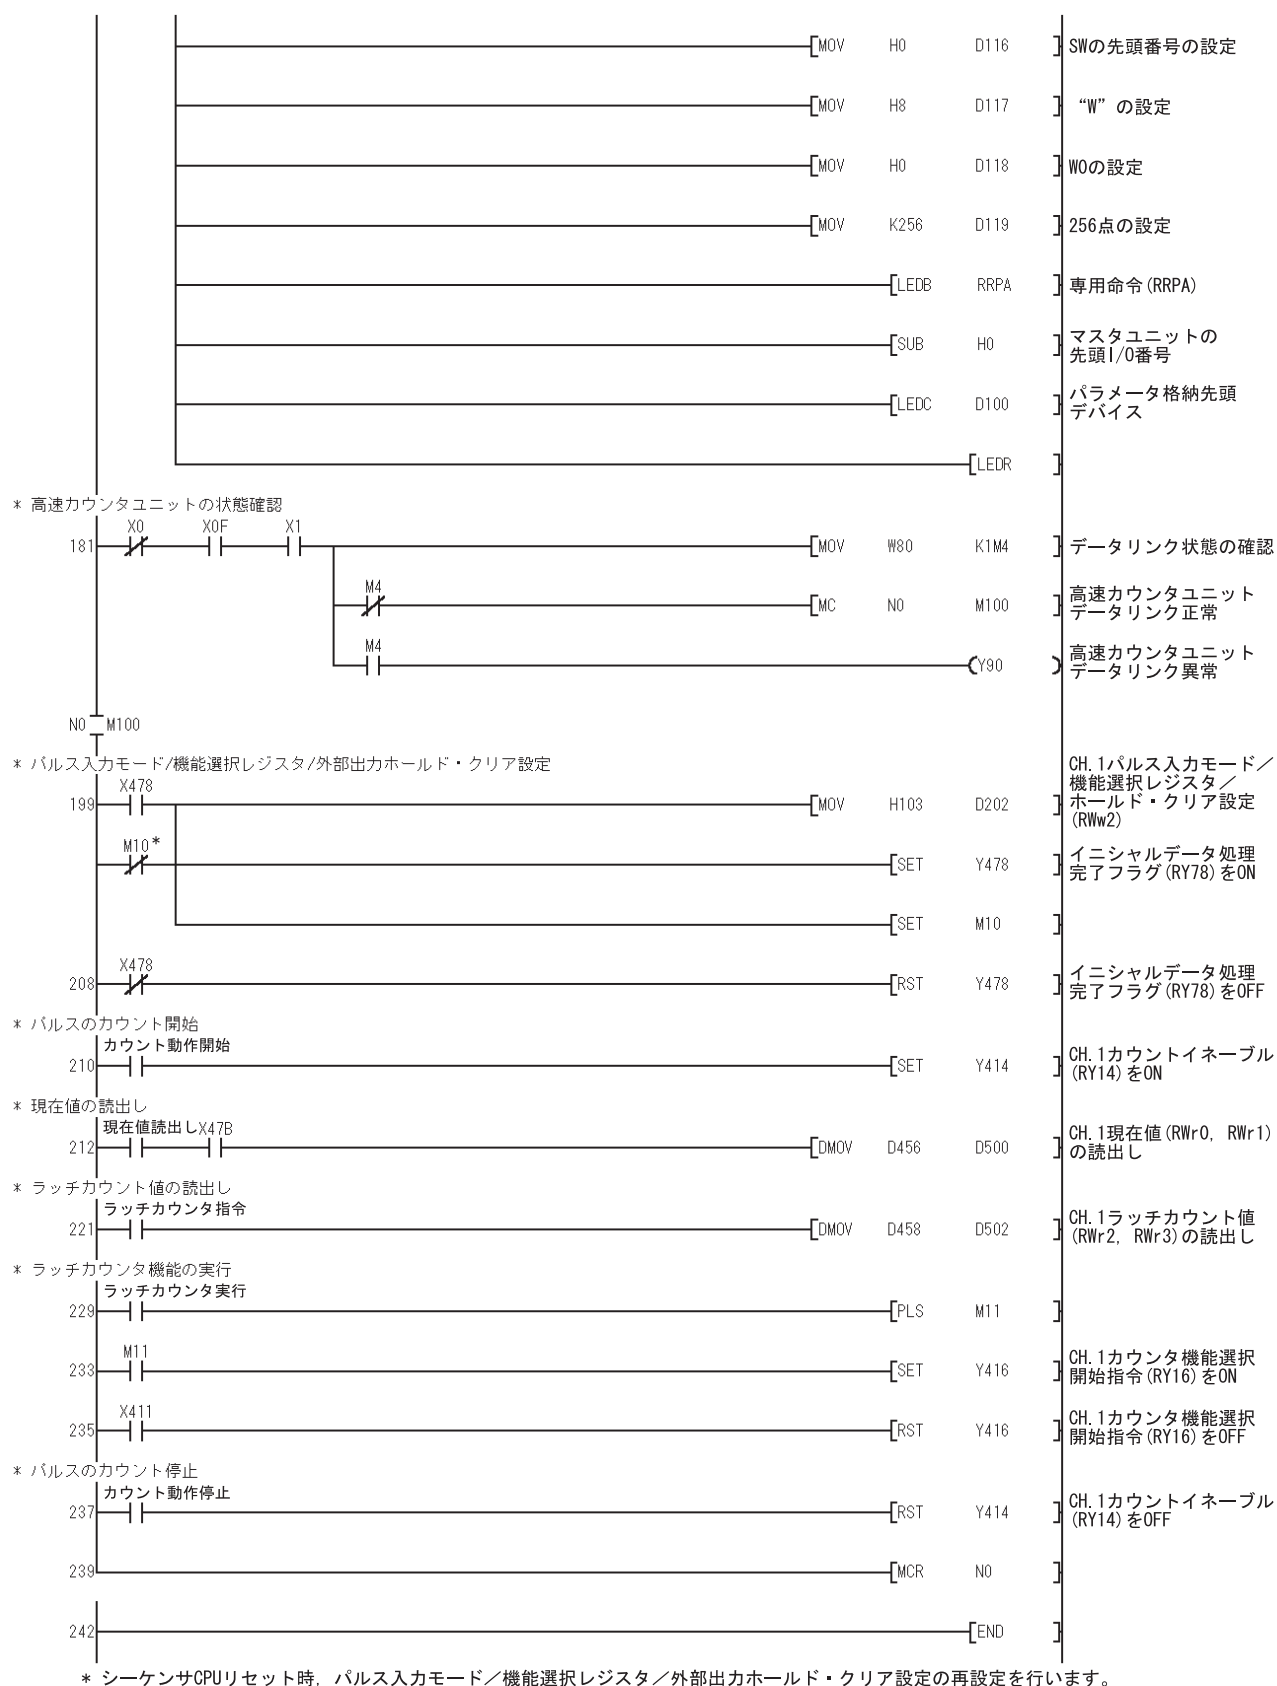 MOV H0 D116 SWの先頭番号の設定
MOV H8 D117 “W”の設定
MOV H0 D118 W0の設定
MOV K256 D119 256点の設定
LEDB RRPA 専用命令(RRPA)
SUB H0 マスタユニットの
先頭I/O番号
LEDC D100 パラメータ格納先頭
デバイス
LEDR
* 高速カウンタユニットの状態確認
X0 X0F X1
181 MOV W80 K1M4 データリンク状態の確認
M4
MC N0 M100 高速カウンタユニット
データリンク正常
M4
Y90 高速カウンタユニット
データリンク異常
N0 M100
* パルス入力モード/機能選択レジスタ/外部出力ホールド・クリア設定
X478
199 MOV H103 D202 CH.1パルス入力モード/
機能選択レジスタ/
ホールド・クリア設定
(RWw2)
M10*
SET Y478 イニシャルデータ処理
完了フラグ(RY78)をON
SET M10
X478
208 RST Y478 イニシャルデータ処理
完了フラグ(RY78)をOFF
* パルスのカウント開始
カウント動作開始
210 SET Y414 CH.1カウントイネーブル
(RY14)をON
* 現在値の読出し
現在値読出し X47B
212 DMOV D456 D500 CH.1現在値(RWr0, RWr1)
の読出し
* ラッチカウント値の読出し
ラッチカウンタ指令
221 DMOV D458 D502 CH.1ラッチカウント値
(RWr2, RWr3)の読出し
* ラッチカウンタ機能の実行
ラッチカウンタ実行
229 PLS M11
M11
233 SET Y416 CH.1カウンタ機能選択
開始指令(RY16)をON
X411
235 RST Y416 CH.1カウンタ機能選択
開始指令(RY16)をOFF
* パルスのカウント停止
カウント動作停止
237 RST Y414 CH.1カウントイネーブル
(RY14)をOFF
239 MCR N0
242 END
* シーケンサCPUリセット時, パルス入力モード/機能選択レジスタ/外部出力ホールド・クリア設定の再設定を行います。